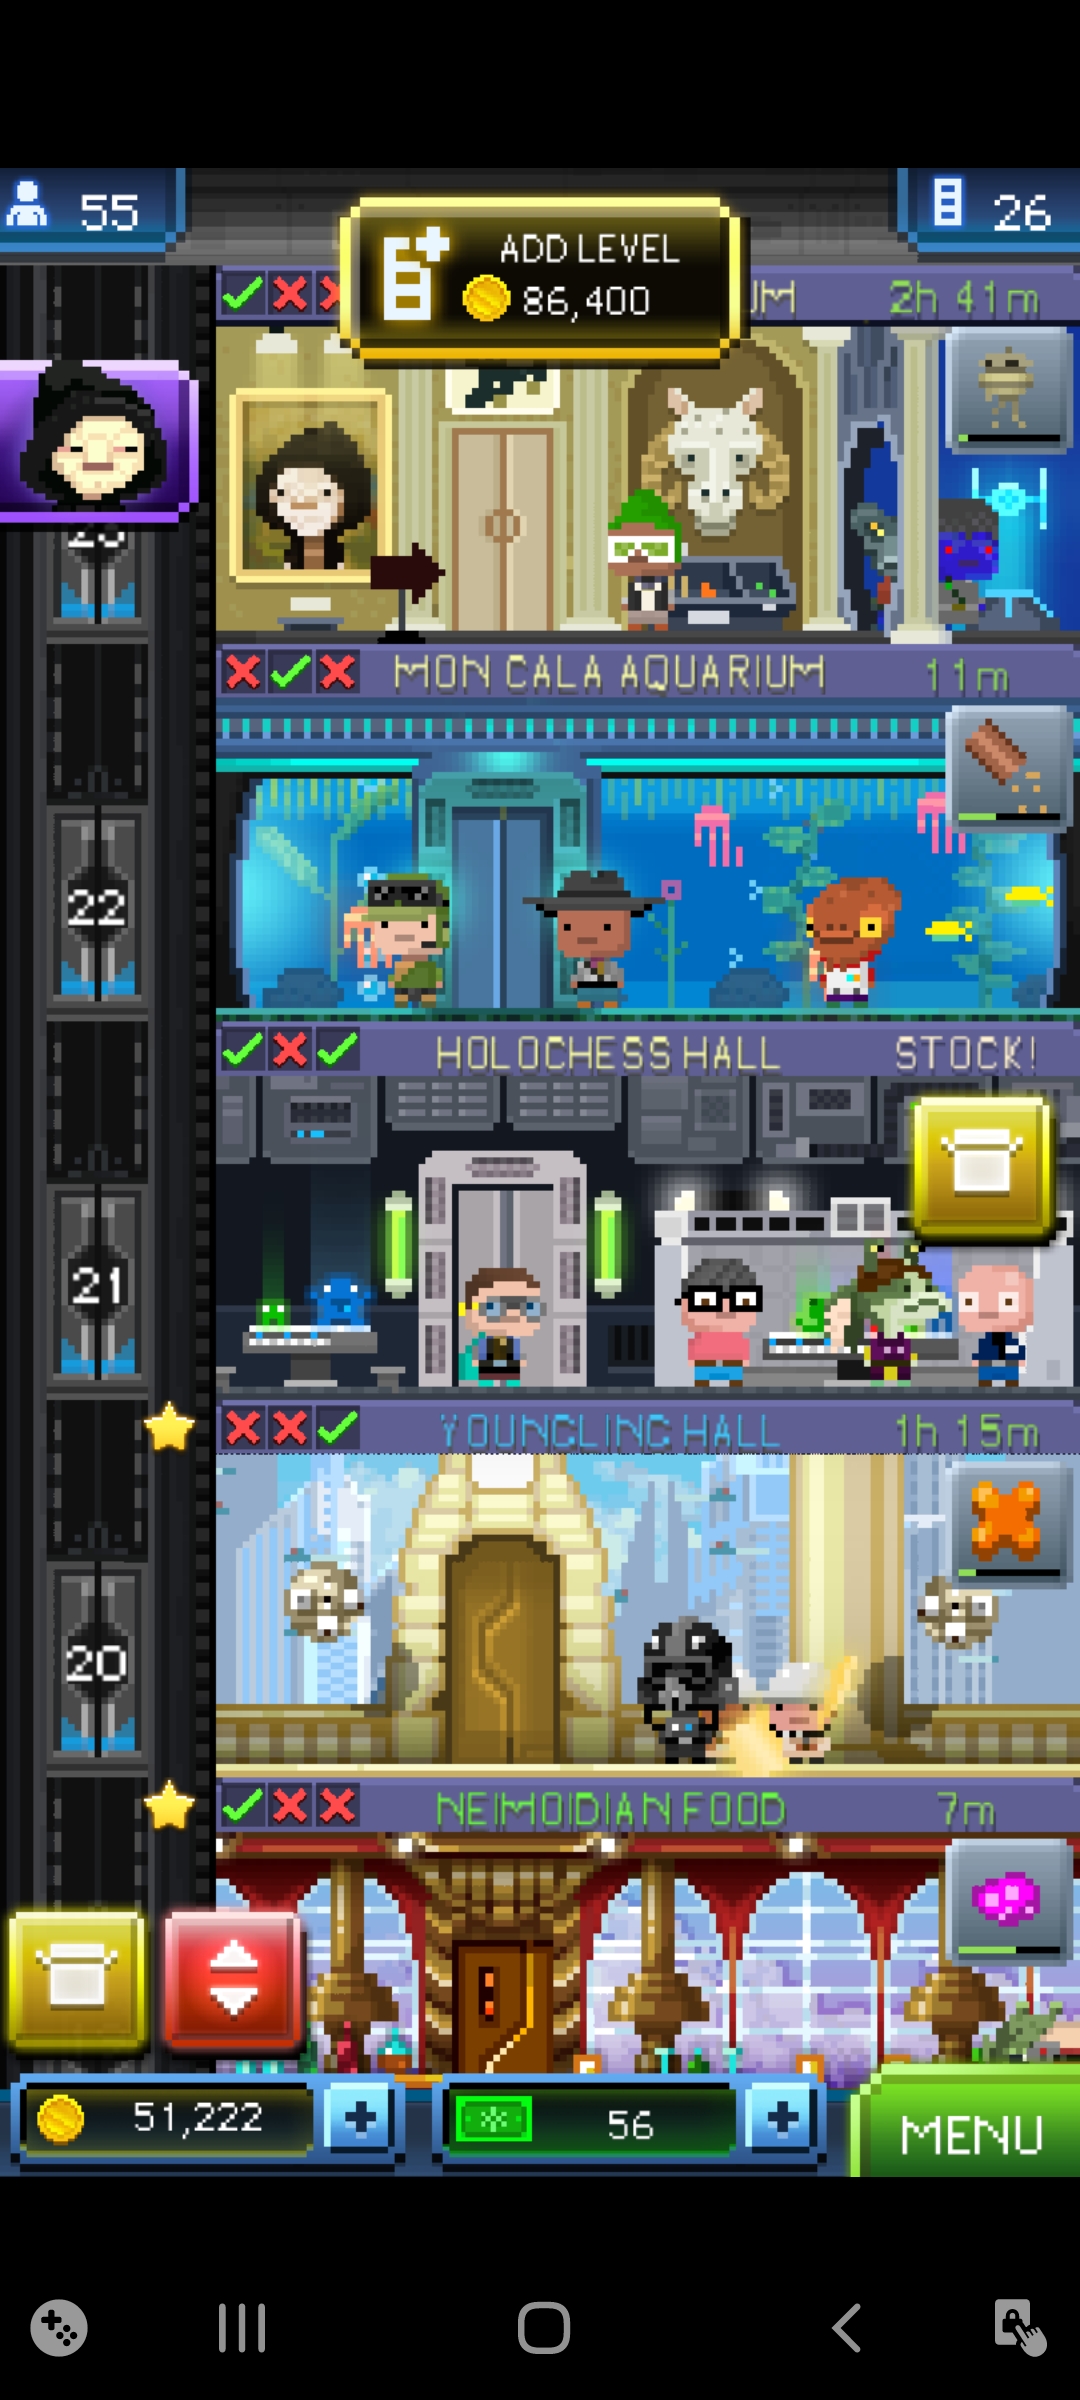 55
26
ADD LEVEL
86,400
UM 2h 41m
MON CALA AQUARIUM 11m
22
HOLOCHESS HALL STOCK!
21
YOUNGLING HALL 1h 15m
20
NEIMOIDIAN FOOD 7m
51,222
56
MENU